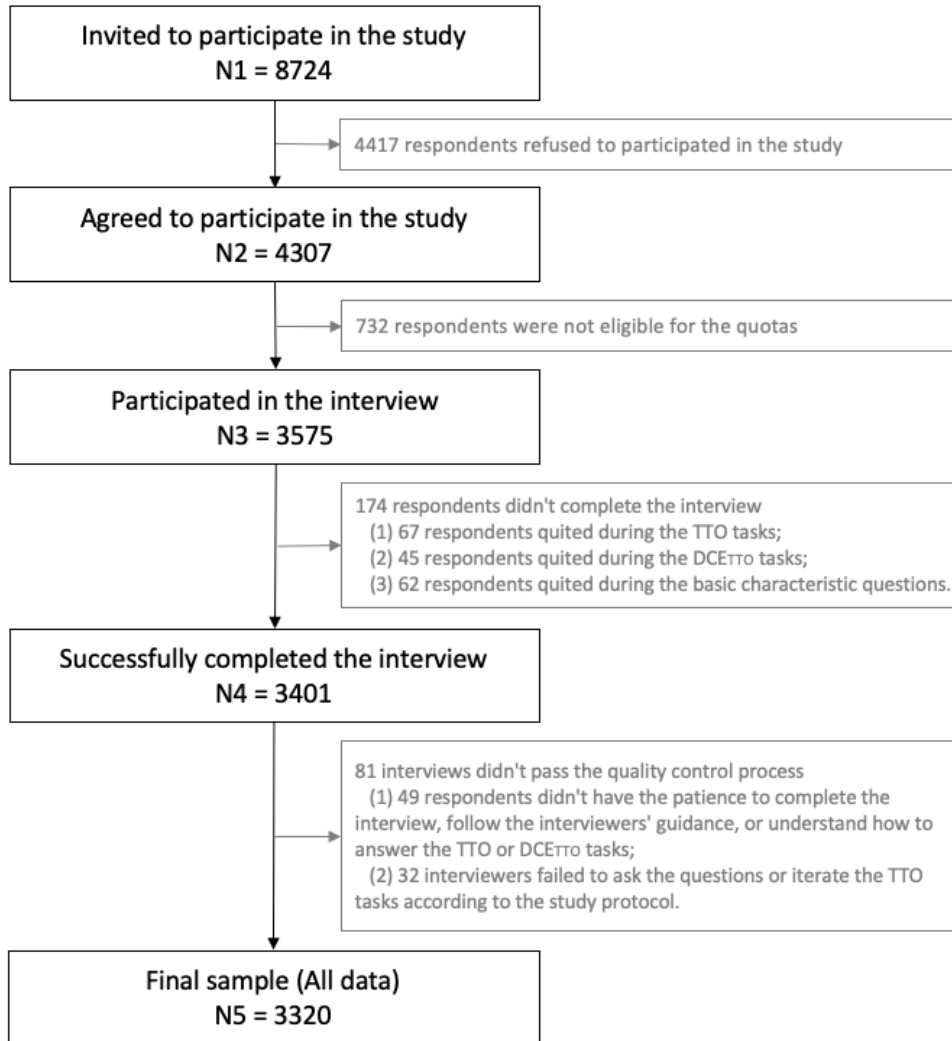 Invited to participate in the study
N1 = 8724
4417 respondents refused to participated in the study
Agreed to participate in the study
N2 = 4307
732 respondents were not eligible for the quotas
Participated in the interview
N3 = 3575
174 respondents didn't complete the interview
(1) 67 respondents quited during the TTO tasks;
(2) 45 respondents quited during the DCETTO tasks;
(3) 62 respondents quited during the basic characteristic questions.
Successfully completed the interview
N4 = 3401
81 interviews didn't pass the quality control process
(1) 49 respondents didn't have the patience to complete the
interview, follow the interviewers' guidance, or understand how to
answer the TTO or DCETTO tasks;
(2) 32 interviewers failed to ask the questions or iterate the TTO
tasks according to the study protocol.
Final sample (All data)
N5 = 3320